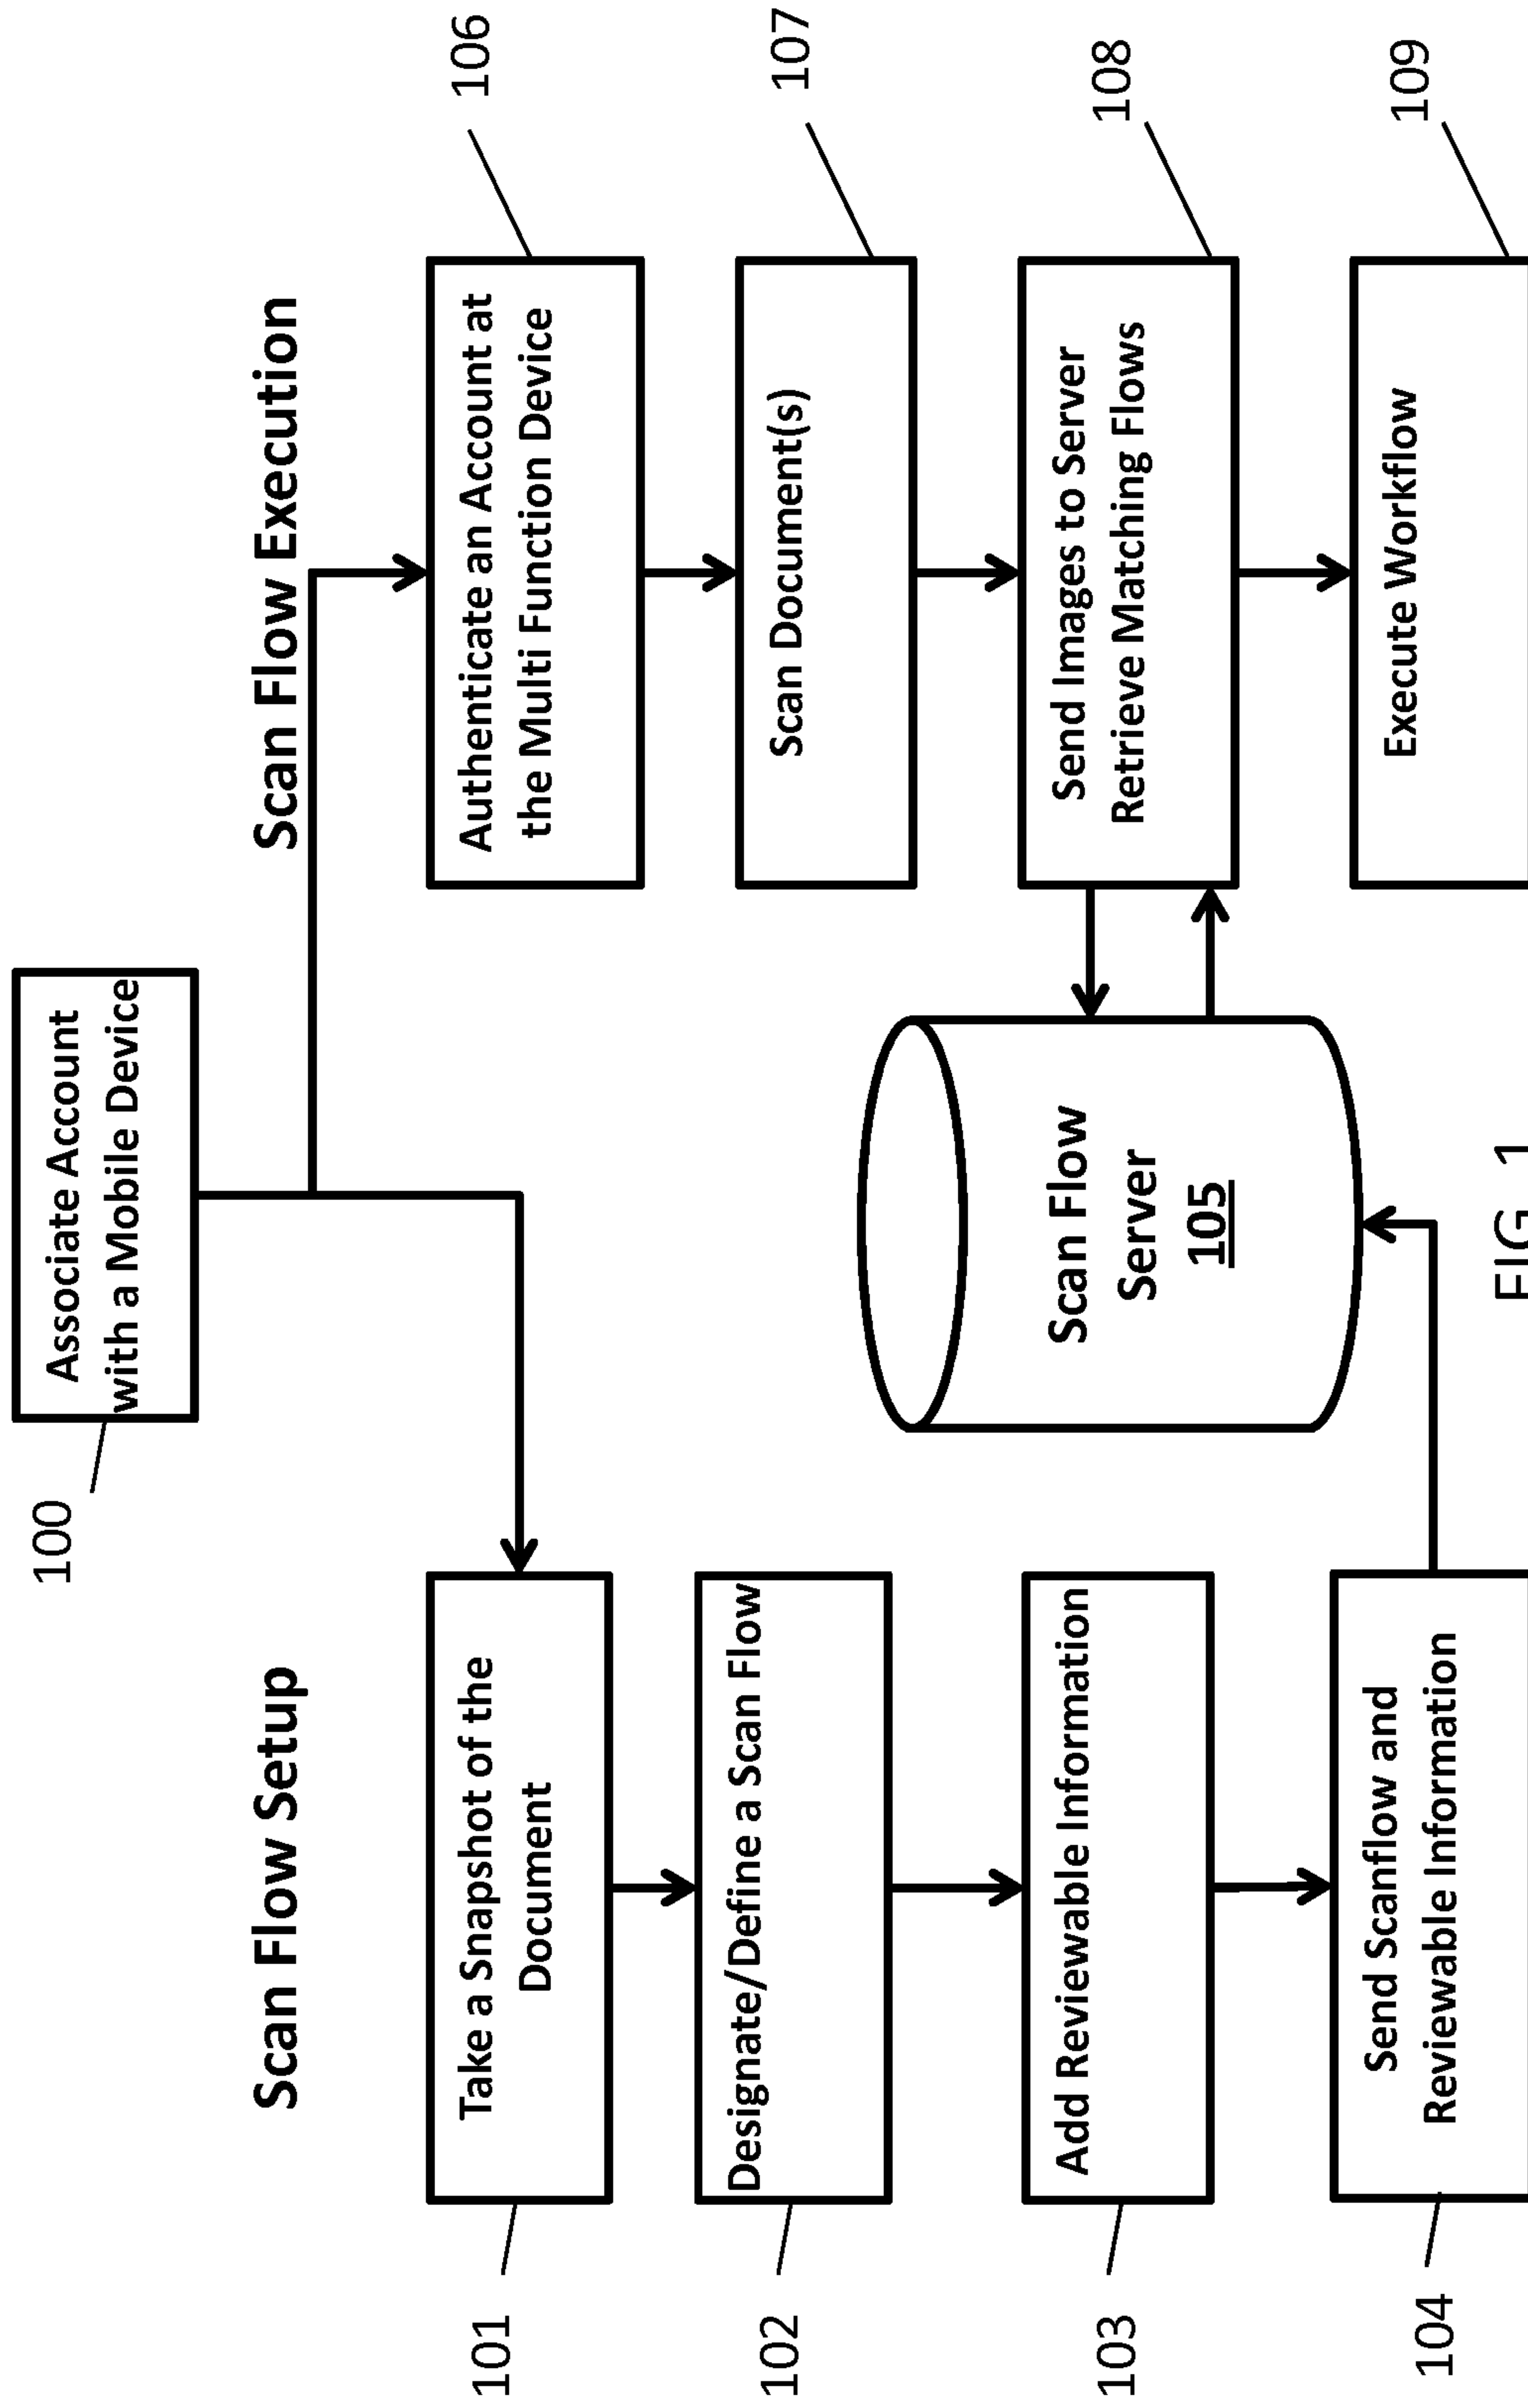 100
Associate Account
with a Mobile Device
Scan Flow Setup
101
Take a Snapshot of the
Document
102
Designate/Define a Scan Flow
103
Add Reviewable Information
104
Send Scanflow and
Reviewable Information
Scan Flow
Server
105
Scan Flow Execution
106
Authenticate an Account at
the Multi Function Device
107
Scan Document(s)
108
Send Images to Server
Retrieve Matching Flows
109
Execute Workflow
FIG. 1